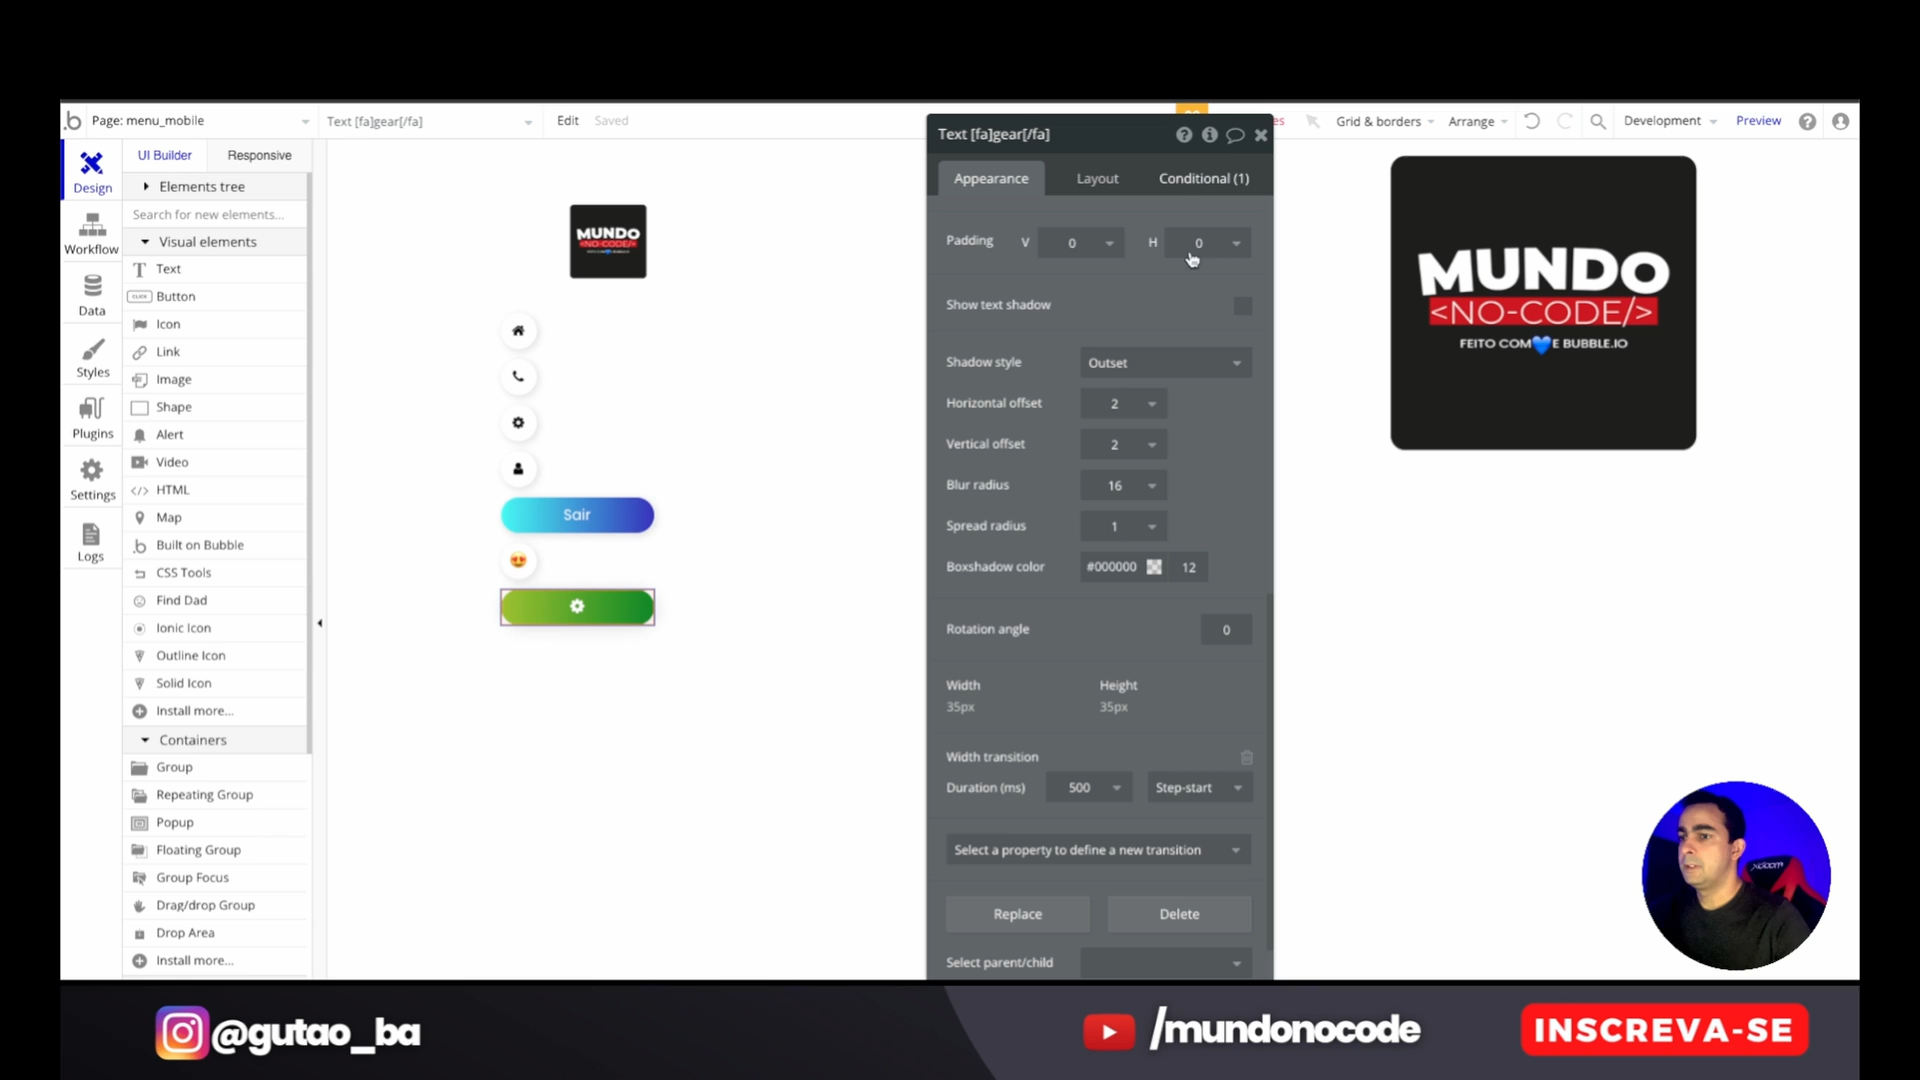 Page: menu_mobile
Text [fa]gear[/fa]
Edit
Saved
es
Grid & borders
Arrange
Development
Preview
Design
Workflow
Data
Styles
Plugins
Settings
Logs
UI Builder
Responsive
Elements tree
Search for new elements...
Visual elements
Text
CLICK
Button
Icon
Link
Image
Shape
Alert
Video
HTML
Map
Built on Bubble
CSS Tools
Find Dad
Ionic Icon
Outline Icon
Solid Icon
Install more...
Containers
Group
Repeating Group
Popup
Floating Group
Group Focus
Drag/drop Group
Drop Area
Install more...
MUNDO
<NO-CODE/>
Sair
Text [fa]gear[/fa]
Appearance
Layout
Conditional (1)
Padding V 0 H 0
Show text shadow
Shadow style Outset
Horizontal offset 2
Vertical offset 2
Blur radius 16
Spread radius 1
Boxshadow color #000000 12
Rotation angle 0
Width Height
35px 35px
Width transition
Duration (ms) 500 Step-start
Select a property to define a new transition
Replace Delete
Select parent/child
MUNDO
<NO-CODE/>
FEITO COM💙E BUBBLE.IO
@gutao_ba
/mundonocode
INSCREVA-SE